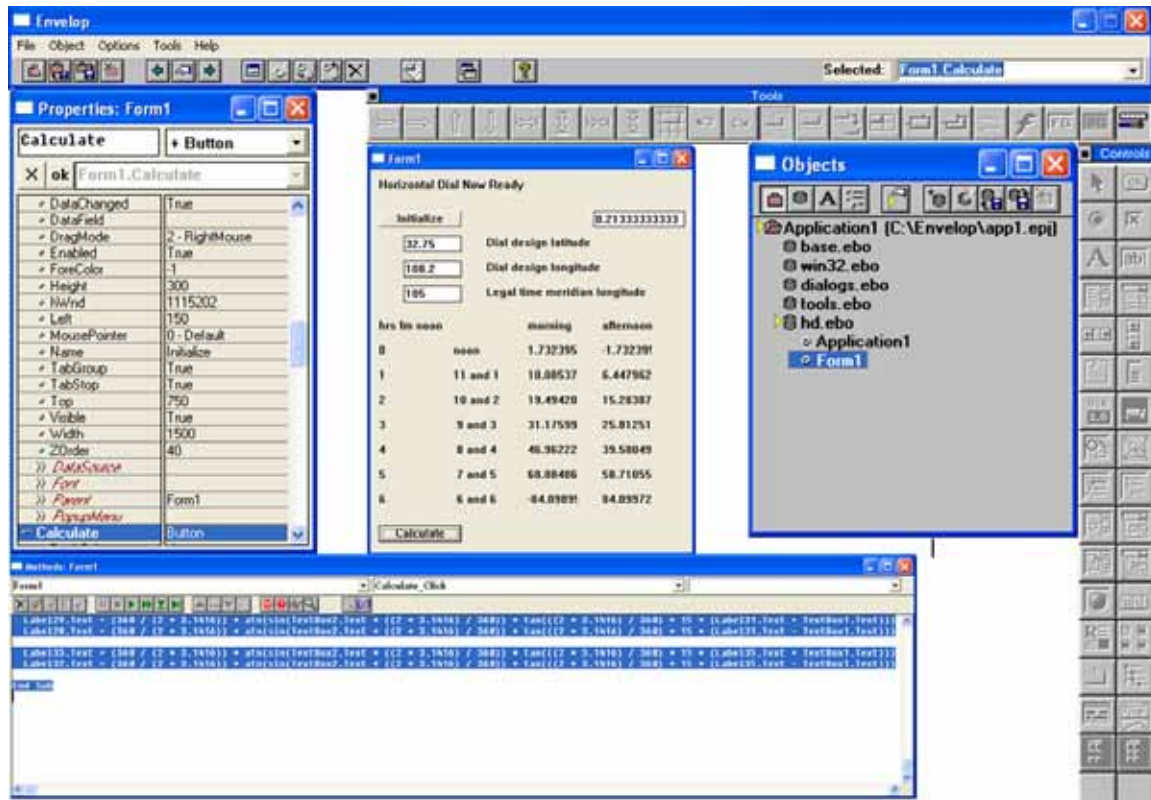 Envelop
File Object Options Tools Help
Selected: Form1.Calculate
Properties: Form1
Calculate + Button
X ok Form1.Calculate
DataChanged True
DataField
DragMode 2 - RightMouse
Enabled True
ForeColor -1
Height 300
hWnd 1115202
Left 150
MousePointer 0 - Default
Name Initialize
TabGroup True
TabStop True
Top 750
Visible True
Width 1500
ZOrder 40
DataSource
Font
Parent Form1
PopupMenu
Calculate Button
Tools
Form1
Horizontal Dial Now Ready
Initialize 0.21333333333
32.75 Dial design latitude
108.2 Dial design longitude
105 Legal time meridian longitude
hrs fm noon morning afternoon
0 noon 1.732395 -1.732395
1 11 and 1 10.08537 6.447962
2 10 and 2 19.49420 15.28387
3 9 and 3 31.17599 25.81251
4 8 and 4 46.96222 39.58049
5 7 and 5 68.88486 58.71055
6 6 and 6 84.09972
Calculate
Objects
Application1 [C:\Envelop\app1.epj]
base.ebo
win32.ebo
dialogs.ebo
tools.ebo
hd.ebo
Application1
Form1
Controls
Methods: Form1
Form1 Calculate_Click
End Sub